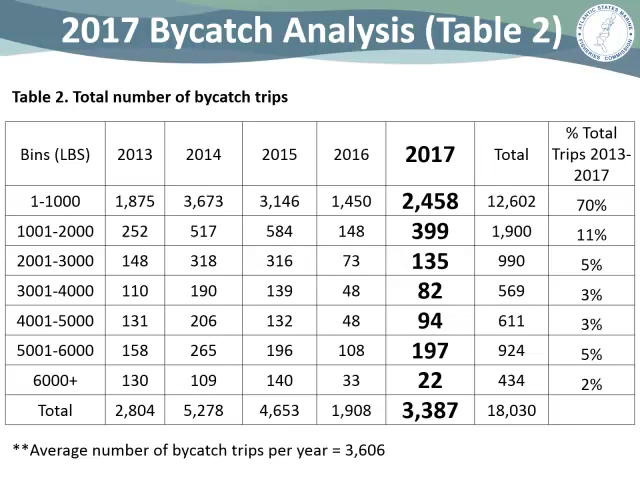 2017 Bycatch Analysis (Table 2)
ATLANTIC STATES MARINE
FISHERIES COMMISSION
Table 2. Total number of bycatch trips
Bins (LBS) 2013 2014 2015 2016 2017 Total % Total
Trips 2013-
2017
1-1000 1,875 3,673 3,146 1,450 2,458 12,602 70%
1001-2000 252 517 584 148 399 1,900 11%
2001-3000 148 318 316 73 135 990 5%
3001-4000 110 190 139 48 82 569 3%
4001-5000 131 206 132 48 94 611 3%
5001-6000 158 265 196 108 197 924 5%
6000+ 130 109 140 33 22 434 2%
Total 2,804 5,278 4,653 1,908 3,387 18,030
**Average number of bycatch trips per year = 3,606